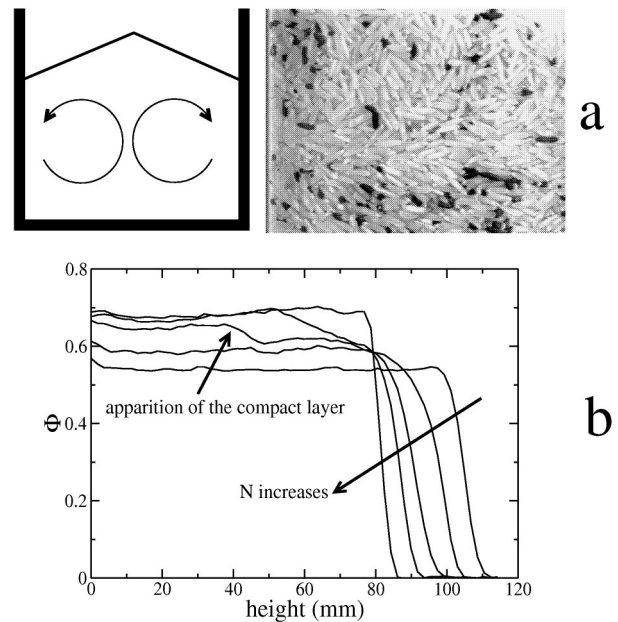 a
0.8
0.6
0.4
0.2
0
Φ
apparition of the compact layer
N increases
b
0 20 40 60 80 100 120
height (mm)